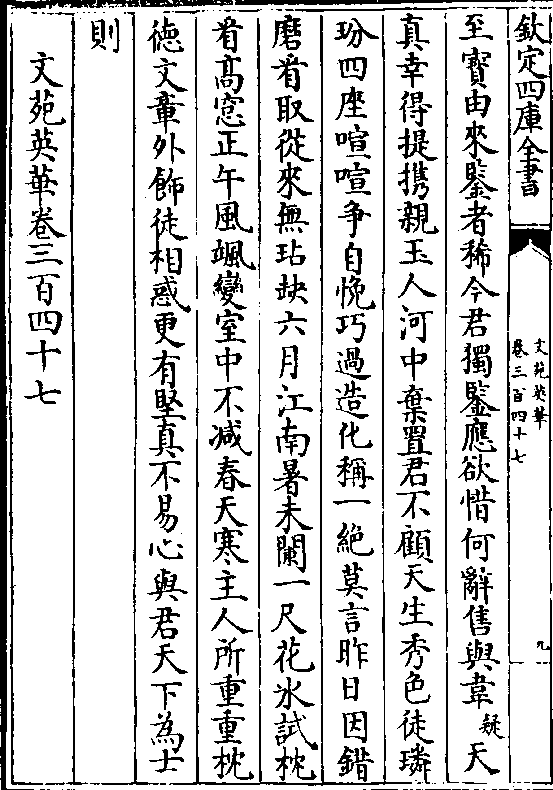 欽定四庫全書
文苑英華
卷三百四十七
九
至寶由來鑒者稀今君獨鑒應欲惜何辭售與韋疑天
真幸得提携親玉人河中棄置君不顧天生秀色徒璘
玢四座喧喧争自悗巧過造化稱一絶莫言昨日因錯
磨看取從來無玷缺六月江南暑未闌一尺花氷試枕
看高窓正午風颯變室中不减春天寒主人所重重枕
徳文章外飾徒相惑更有堅真不易心與君天下為士
則
文苑英華卷三百四十七